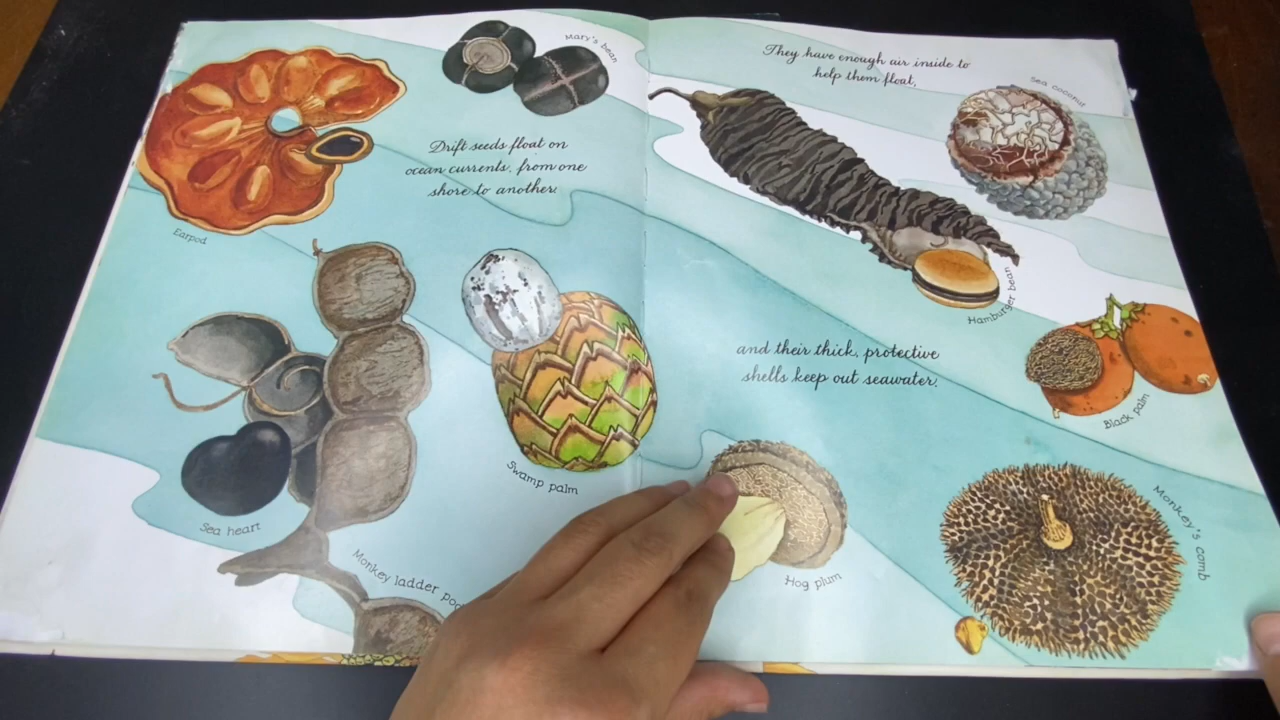 Mary's bean
Drift seeds float on
ocean currents, from one
shore to another.
Earpod
Swamp palm
Sea heart
Monkey ladder
They have enough air inside to
help them float,
Sea coconut
Hamburger bean
and their thick, protective
shells keep out seawater.
Black palm
Hog plum
Monkey's comb